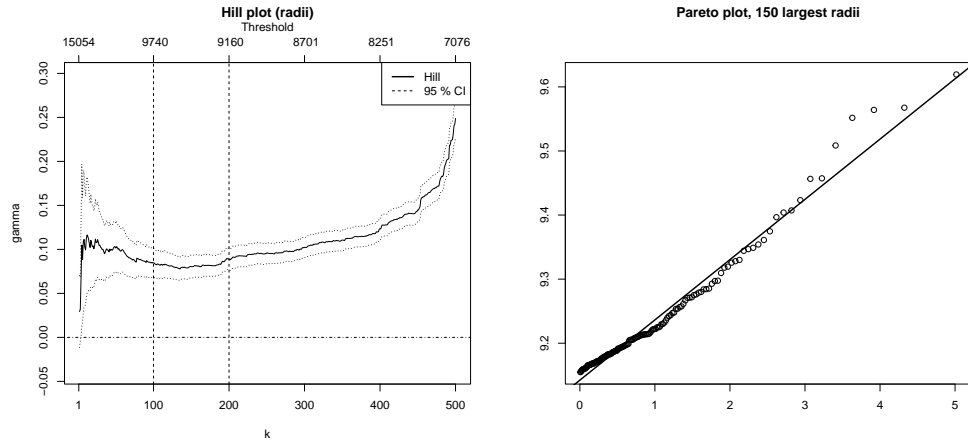 Hill plot (radii)
Threshold
15054 9740 9160 8701 8251 7076
0.30
0.25
0.20
0.15
0.10
0.05
0.00
−0.05
gamma
Hill
95 % CI
1 100 200 300 400 500
k
Pareto plot, 150 largest radii
9.6
9.5
9.4
9.3
9.2
0 1 2 3 4 5